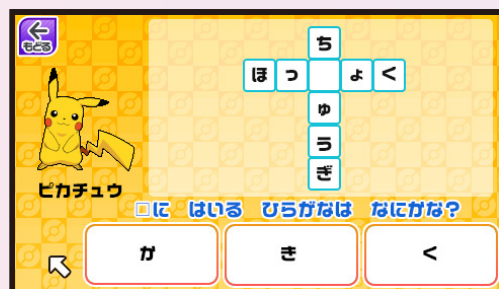 もどる
ち
ほっ ょく
ゅ
う
ぎ
ピカチュウ
□に はいる ひらがなは なにかな?
が き く